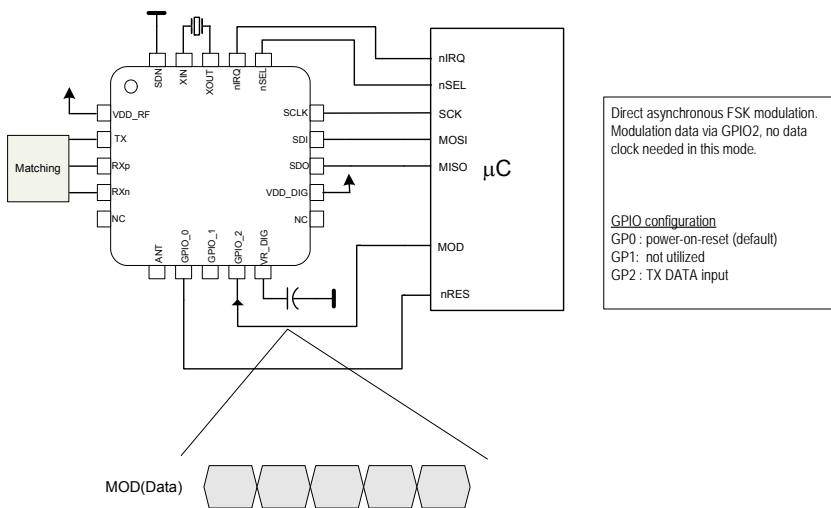 SDN
XIN
XOUT
nIRQ
nSEL
VDD_RF
TX
RXp
RXn
NC
Matching
SCLK
SDI
SDO
VDD_DIG
NC
ANT
GPIO_0
GPIO_1
GPIO_2
VR_DIG
nIRQ
nSEL
SCK
MOSI
MISO
μC
MOD
nRES
Direct asynchronous FSK modulation.
Modulation data via GPIO2, no data
clock needed in this mode.
GPIO configuration
GP0 : power-on-reset (default)
GP1: not utilized
GP2 : TX DATA input
MOD(Data)